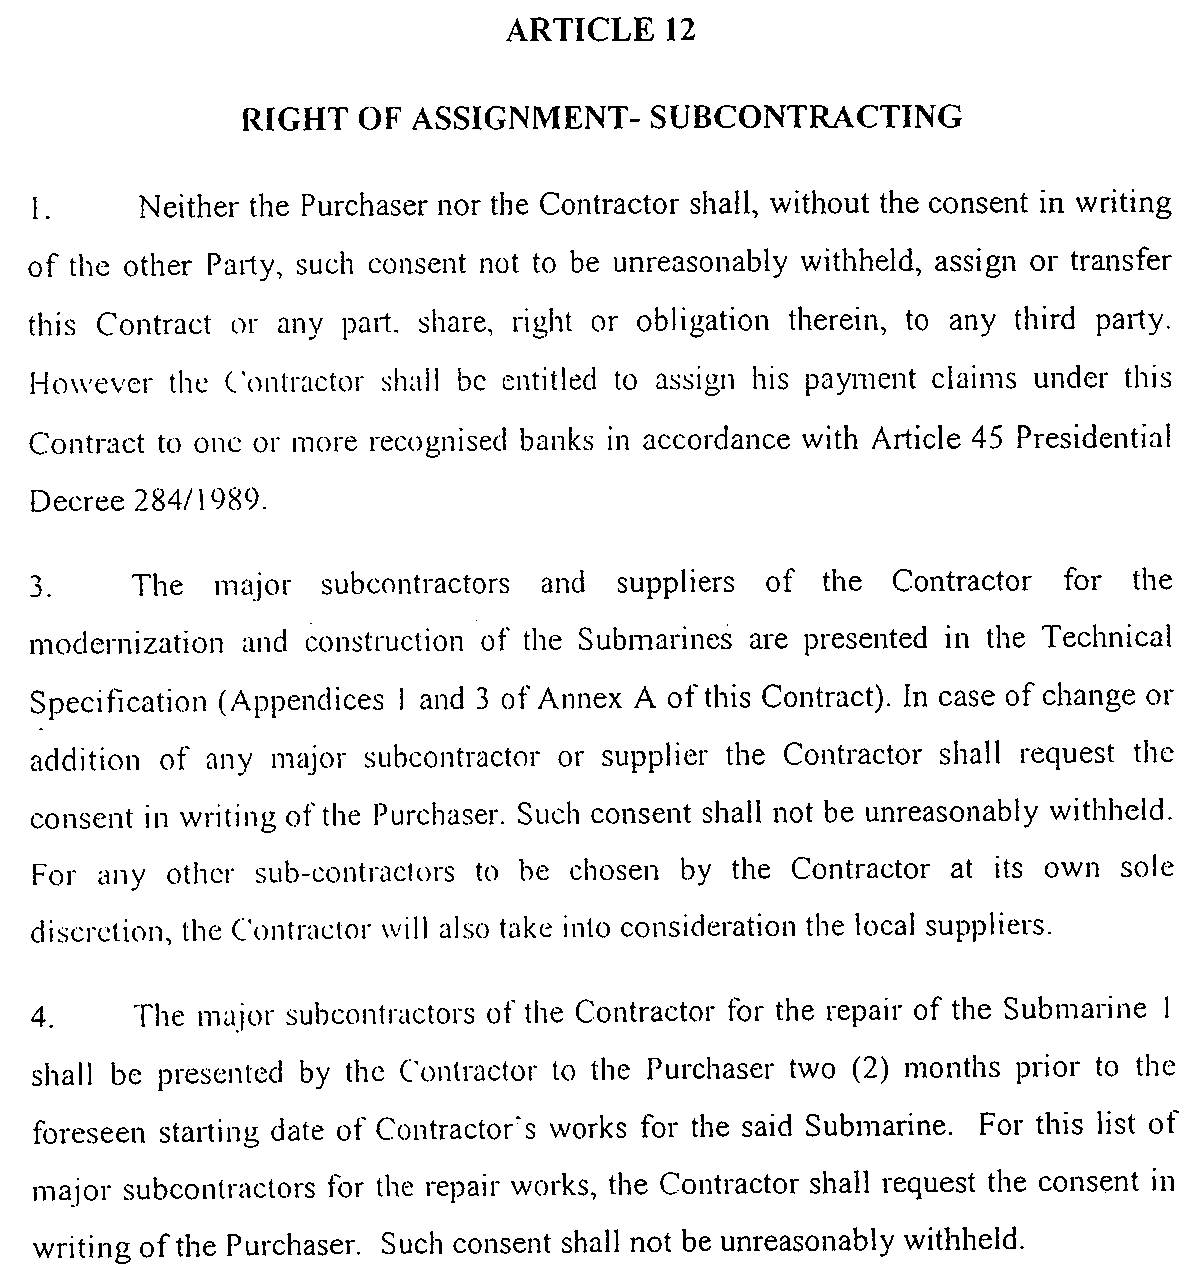 ARTICLE 12
RIGHT OF ASSIGNMENT- SUBCONTRACTING
1. Neither the Purchaser nor the Contractor shall, without the consent in writing
of the other Party, such consent not to be unreasonably withheld, assign or transfer
this Contract or any part. share, right or obligation therein, to any third party.
However the Contractor shall be entitled to assign his payment claims under this
Contract to one or more recognised banks in accordance with Article 45 Presidential
Decree 284/1989.
3. The major subcontractors and suppliers of the Contractor for the
modernization and construction of the Submarines are presented in the Technical
Specification (Appendices 1 and 3 of Annex A of this Contract). In case of change or
addition of any major subcontractor or supplier the Contractor shall request the
consent in writing of the Purchaser. Such consent shall not be unreasonably withheld.
For any other sub-contractors to be chosen by the Contractor at its own sole
discretion, the Contractor will also take into consideration the local suppliers.
4. The major subcontractors of the Contractor for the repair of the Submarine 1
shall be presented by the Contractor to the Purchaser two (2) months prior to the
foreseen starting date of Contractor's works for the said Submarine. For this list of
major subcontractors for the repair works, the Contractor shall request the consent in
writing of the Purchaser. Such consent shall not be unreasonably withheld.